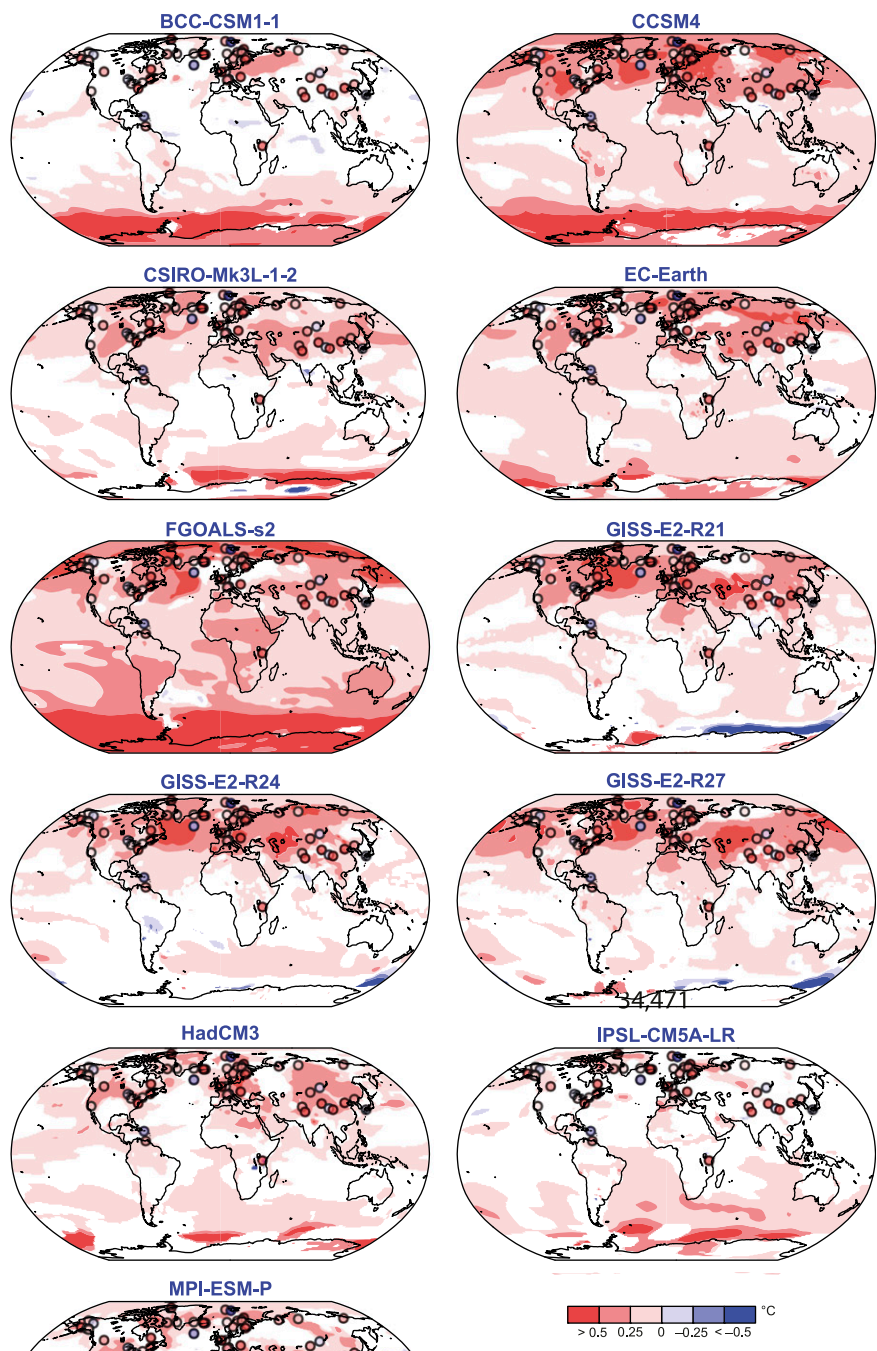 BCC-CSM1-1
CCSM4
CSIRO-Mk3L-1-2
EC-Earth
FGOALS-s2
GISS-E2-R21
GISS-E2-R24
GISS-E2-R27
34,471
HadCM3
IPSL-CM5A-LR
MPI-ESM-P
°C
> 0.5 0.25 0 –0.25 < –0.5